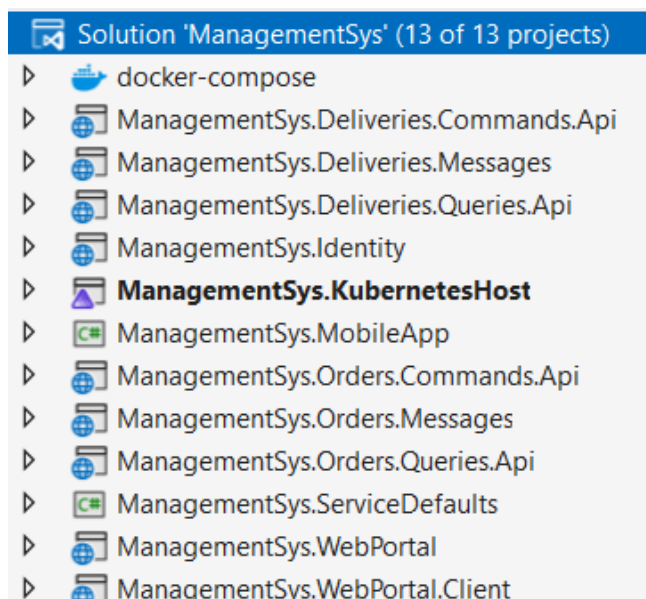 Solution 'ManagementSys' (13 of 13 projects)
docker-compose
ManagementSys.Deliveries.Commands.Api
ManagementSys.Deliveries.Messages
ManagementSys.Deliveries.Queries.Api
ManagementSys.Identity
ManagementSys.KubernetesHost
C# ManagementSys.MobileApp
ManagementSys.Orders.Commands.Api
ManagementSys.Orders.Messages
ManagementSys.Orders.Queries.Api
C# ManagementSys.ServiceDefaults
ManagementSys.WebPortal
ManagementSys.WebPortal.Client